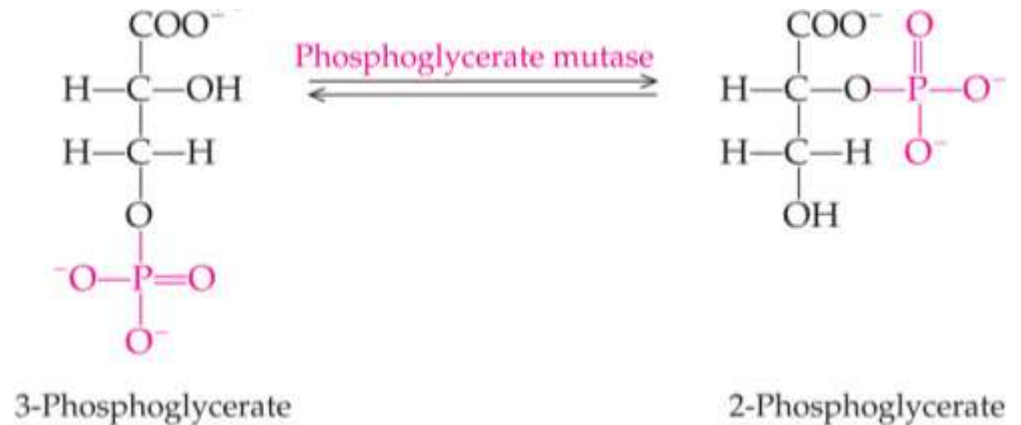 COO⁻
Phosphoglycerate mutase
COO⁻ O
H—C—OH
H—C—O—P—O⁻
H—C—H
H—C—H O⁻
O
OH
⁻O—P=O
O⁻
3-Phosphoglycerate
2-Phosphoglycerate